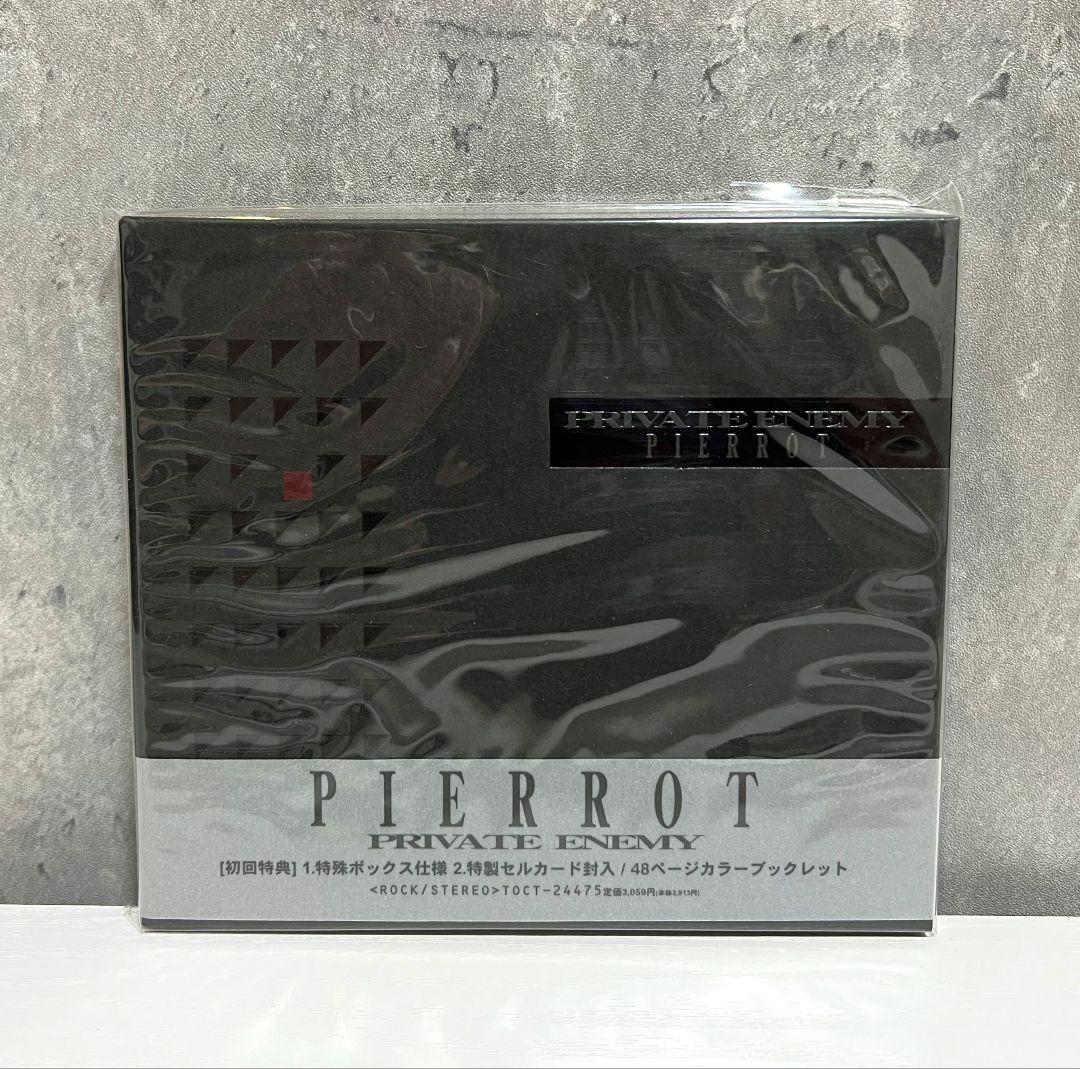 PRIVATE ENEMY
PIERROT
PIERROT
PRIVATE ENEMY
[初回特典] 1.特殊ボックス仕様 2.特製セルカード封入 / 48ページカラーブックレット
<ROCK/STEREO>TOCT-24475定価3,059円(本体2,913円)